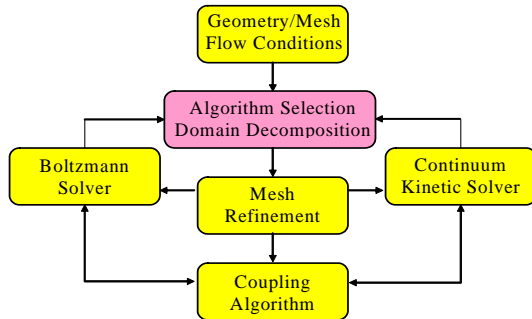 Geometry/Mesh
Flow Conditions
Algorithm Selection
Domain Decomposition
Boltzmann
Solver
Mesh
Refinement
Continuum
Kinetic Solver
Coupling
Algorithm